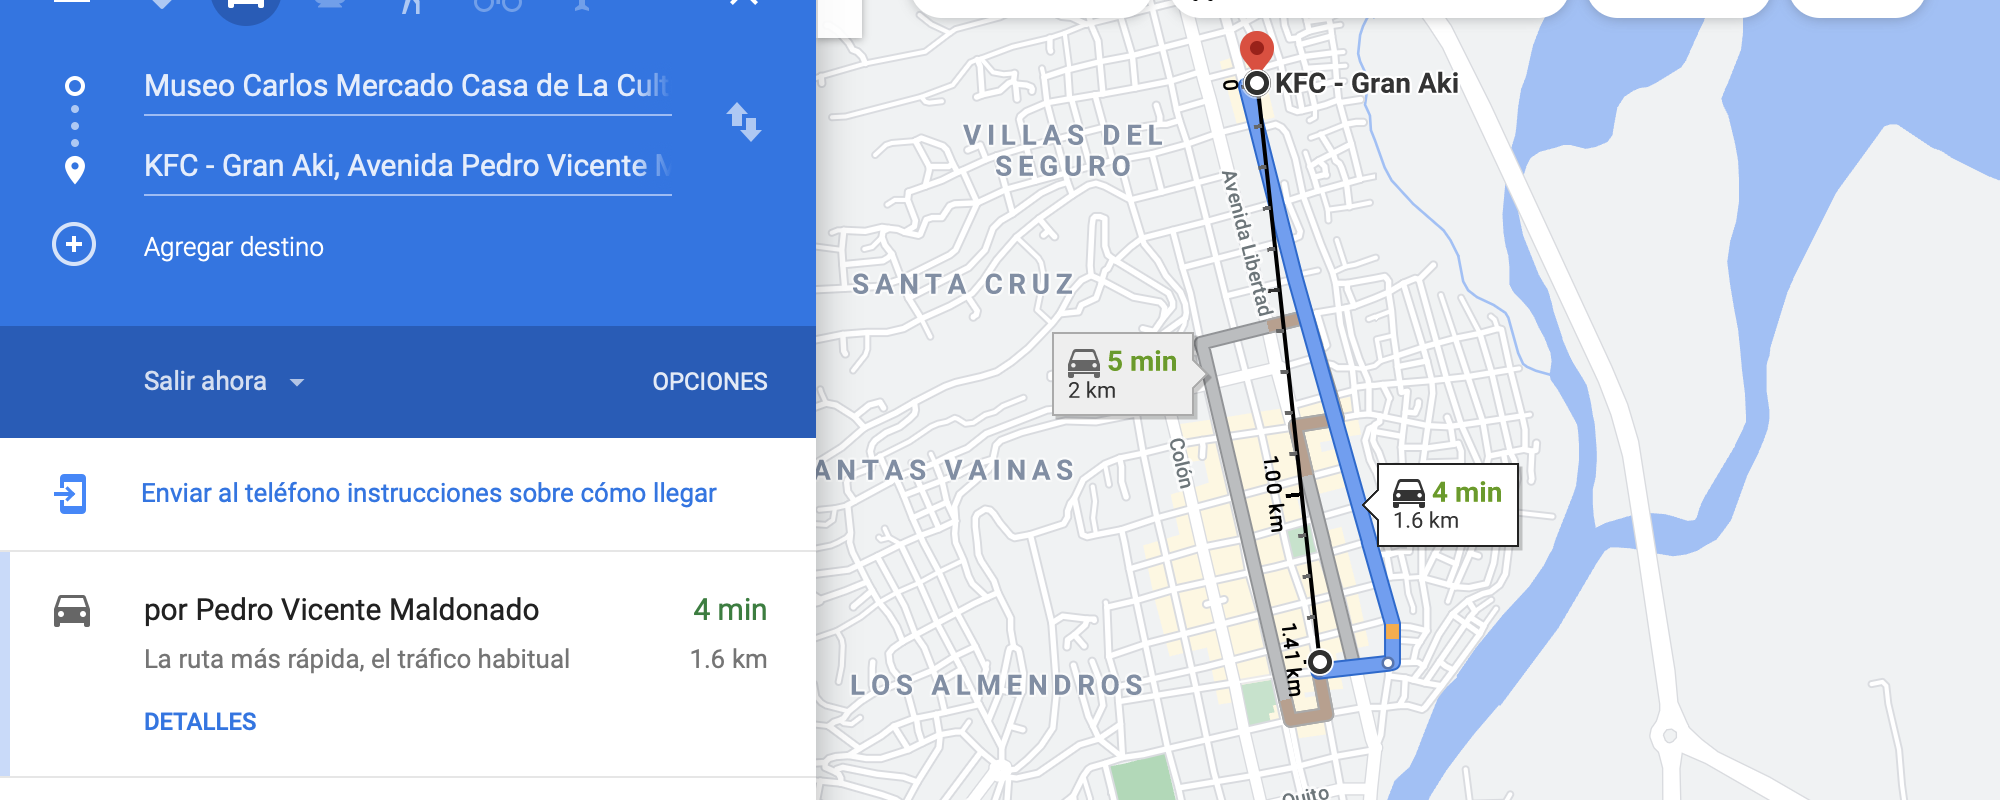 Museo Carlos Mercado Casa de La Cult
KFC - Gran Aki, Avenida Pedro Vicente M
Agregar destino
Salir ahora
OPCIONES
Enviar al teléfono instrucciones sobre cómo llegar
por Pedro Vicente Maldonado
4 min
La ruta más rápida, el tráfico habitual
1.6 km
DETALLES
0
KFC - Gran Aki
VILLAS DEL
SEGURO
Avenida Libertad
SANTA CRUZ
5 min
2 km
Colón
ANTAS VAINAS
1.00 km
4 min
1.6 km
1.41 km
LOS ALMENDROS
Quito